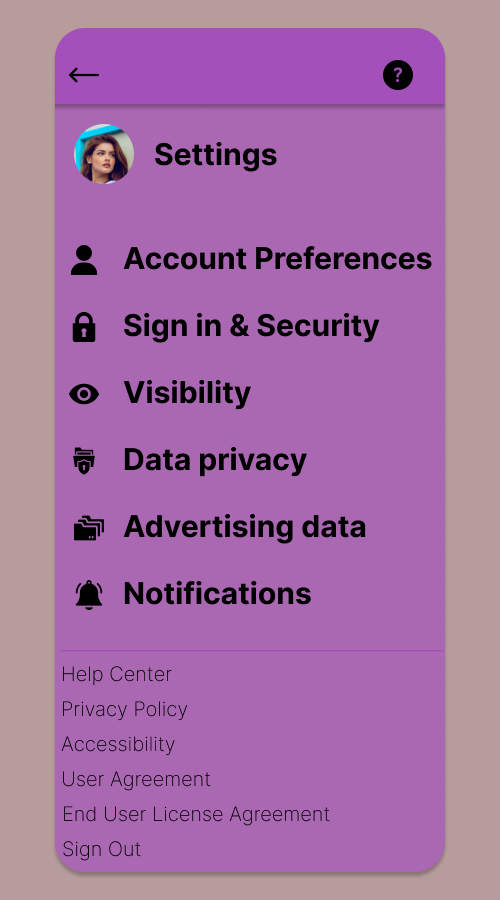 ?
Settings
Account Preferences
Sign in & Security
Visibility
Data privacy
Advertising data
Notifications
Help Center
Privacy Policy
Accessibility
User Agreement
End User License Agreement
Sign Out